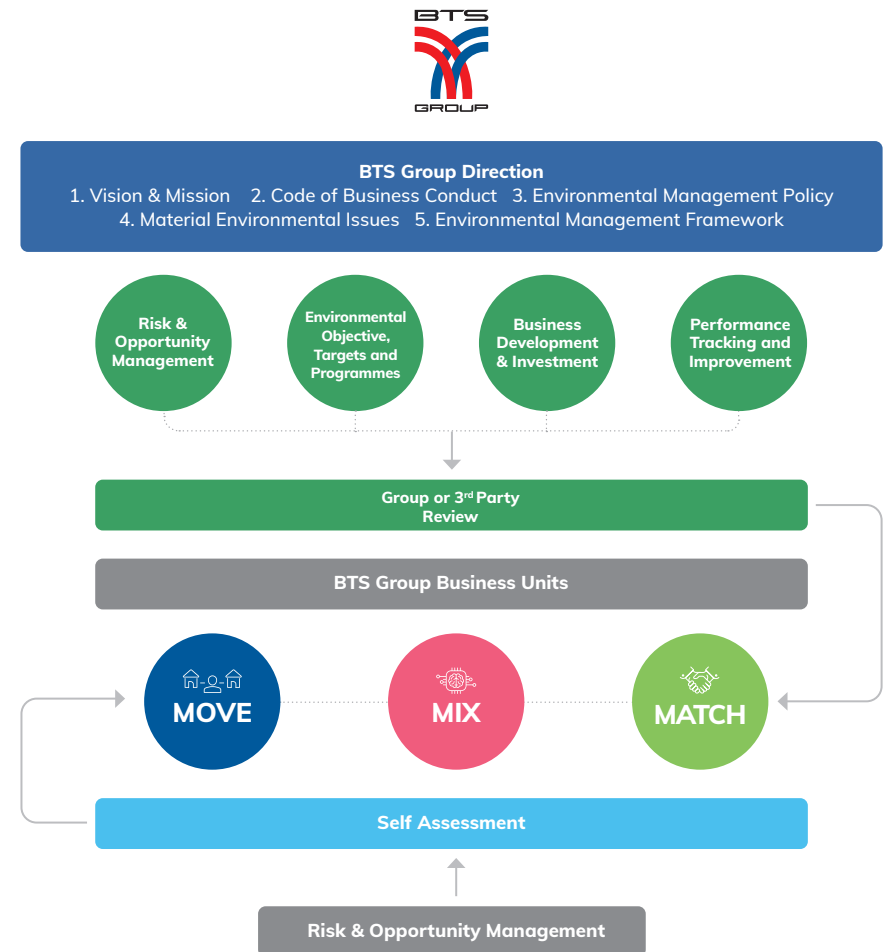 BTS
GROUP
BTS Group Direction
1. Vision & Mission 2. Code of Business Conduct 3. Environmental Management Policy
4. Material Environmental Issues 5. Environmental Management Framework
Risk &
Opportunity
Management
Environmental
Objective,
Targets and
Programmes
Business
Development
& Investment
Performance
Tracking and
Improvement
Group or 3rd Party
Review
BTS Group Business Units
MOVE
MIX
MATCH
Self Assessment
Risk & Opportunity Management